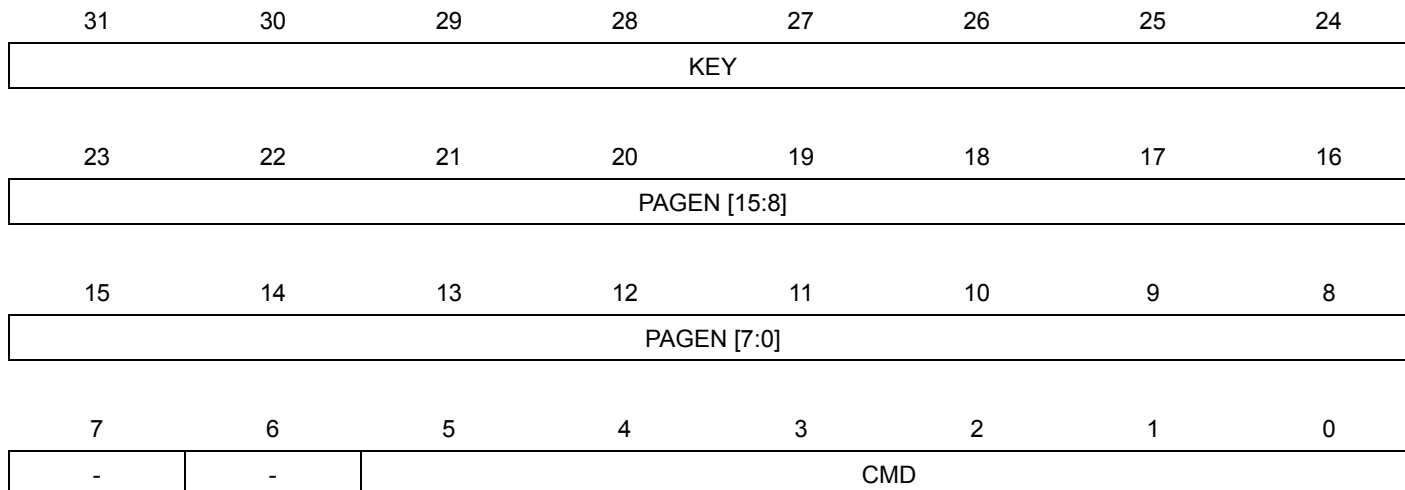 31 30 29 28 27 26 25 24
KEY
23 22 21 20 19 18 17 16
PAGEN [15:8]
15 14 13 12 11 10 9 8
PAGEN [7:0]
7 6 5 4 3 2 1 0
- - CMD